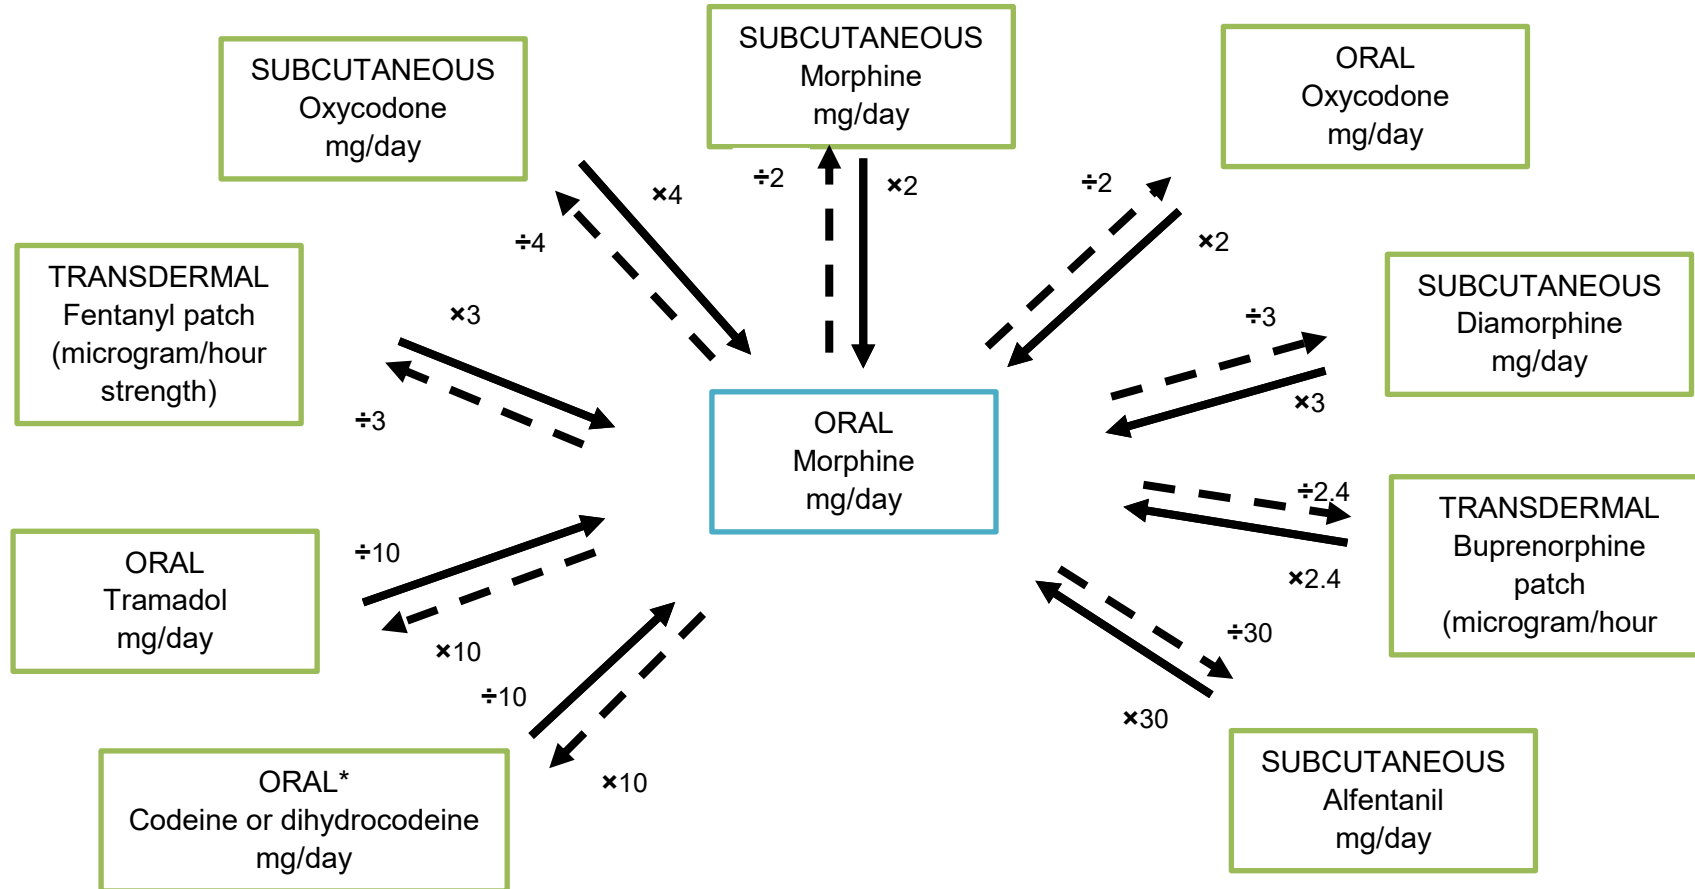 SUBCUTANEOUS
Oxycodone
mg/day
SUBCUTANEOUS
Morphine
mg/day
ORAL
Oxycodone
mg/day
×4
÷4
÷2
×2
÷2
×2
TRANSDERMAL
Fentanyl patch
(microgram/hour
strength)
×3
÷3
SUBCUTANEOUS
Diamorphine
mg/day
÷3
×3
ORAL
Morphine
mg/day
÷2.4
×2.4
TRANSDERMAL
Buprenorphine
patch
(microgram/hour
ORAL
Tramadol
mg/day
÷10
×10
÷10
×10
÷30
×30
ORAL*
Codeine or dihydrocodeine
mg/day
SUBCUTANEOUS
Alfentanil
mg/day